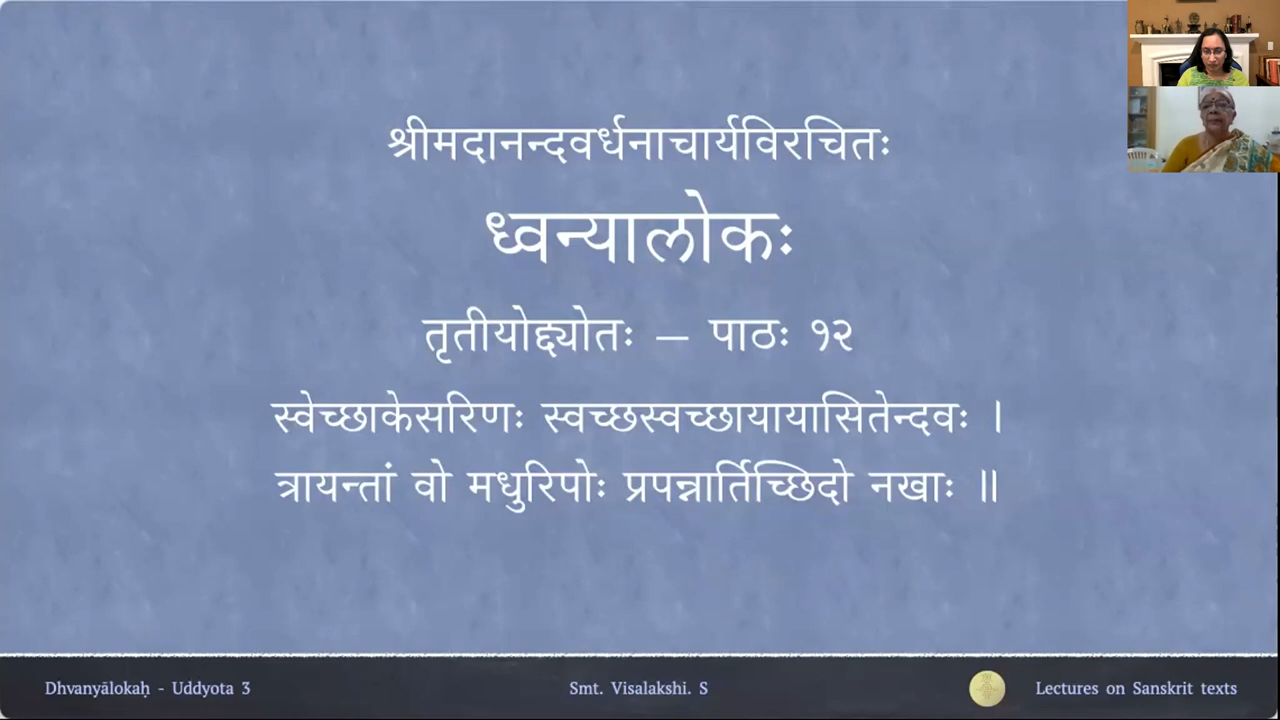 श्रीमदानन्दवर्धनाचार्यविरचितः
ध्वन्यालोकः
तृतीयोद्द्योतः — पाठः १२
स्वेच्छाकेसरिणः स्वच्छस्वच्छायायासितेन्दवः ।
त्रायन्तां वो मधुरिपोः प्रपन्नार्तिच्छिदो नखाः ॥
Dhvanyālokaḥ - Uddyota 3
Smt. Visalakshi. S
Lectures on Sanskrit texts